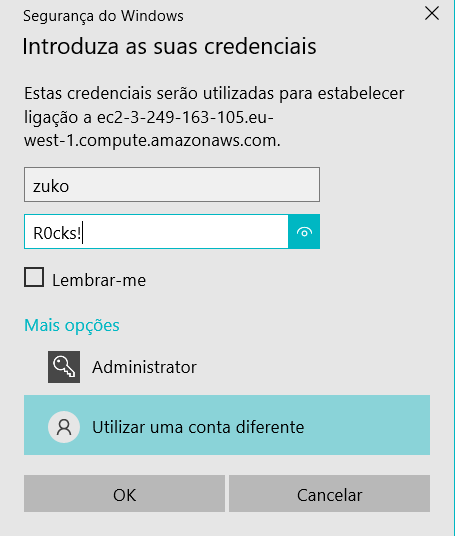 Segurança do Windows
Introduza as suas credenciais
Estas credenciais serão utilizadas para estabelecer
ligação a ec2-3-249-163-105.eu-
west-1.compute.amazonaws.com.
zuko
R0cks!
Lembrar-me
Mais opções
Administrator
Utilizar uma conta diferente
OK
Cancelar